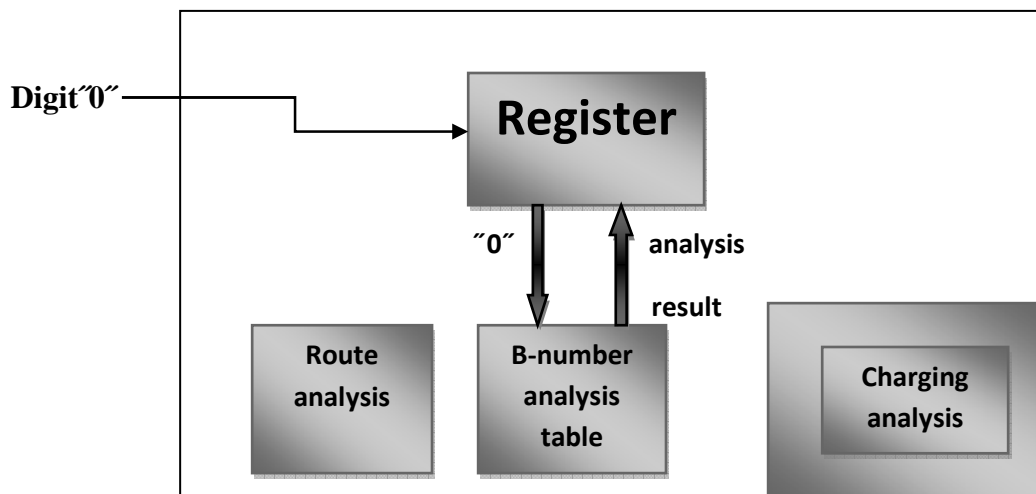 Digit˝0˝
Register
˝0˝
analysis
result
Route
analysis
B-number
analysis
table
Charging
analysis